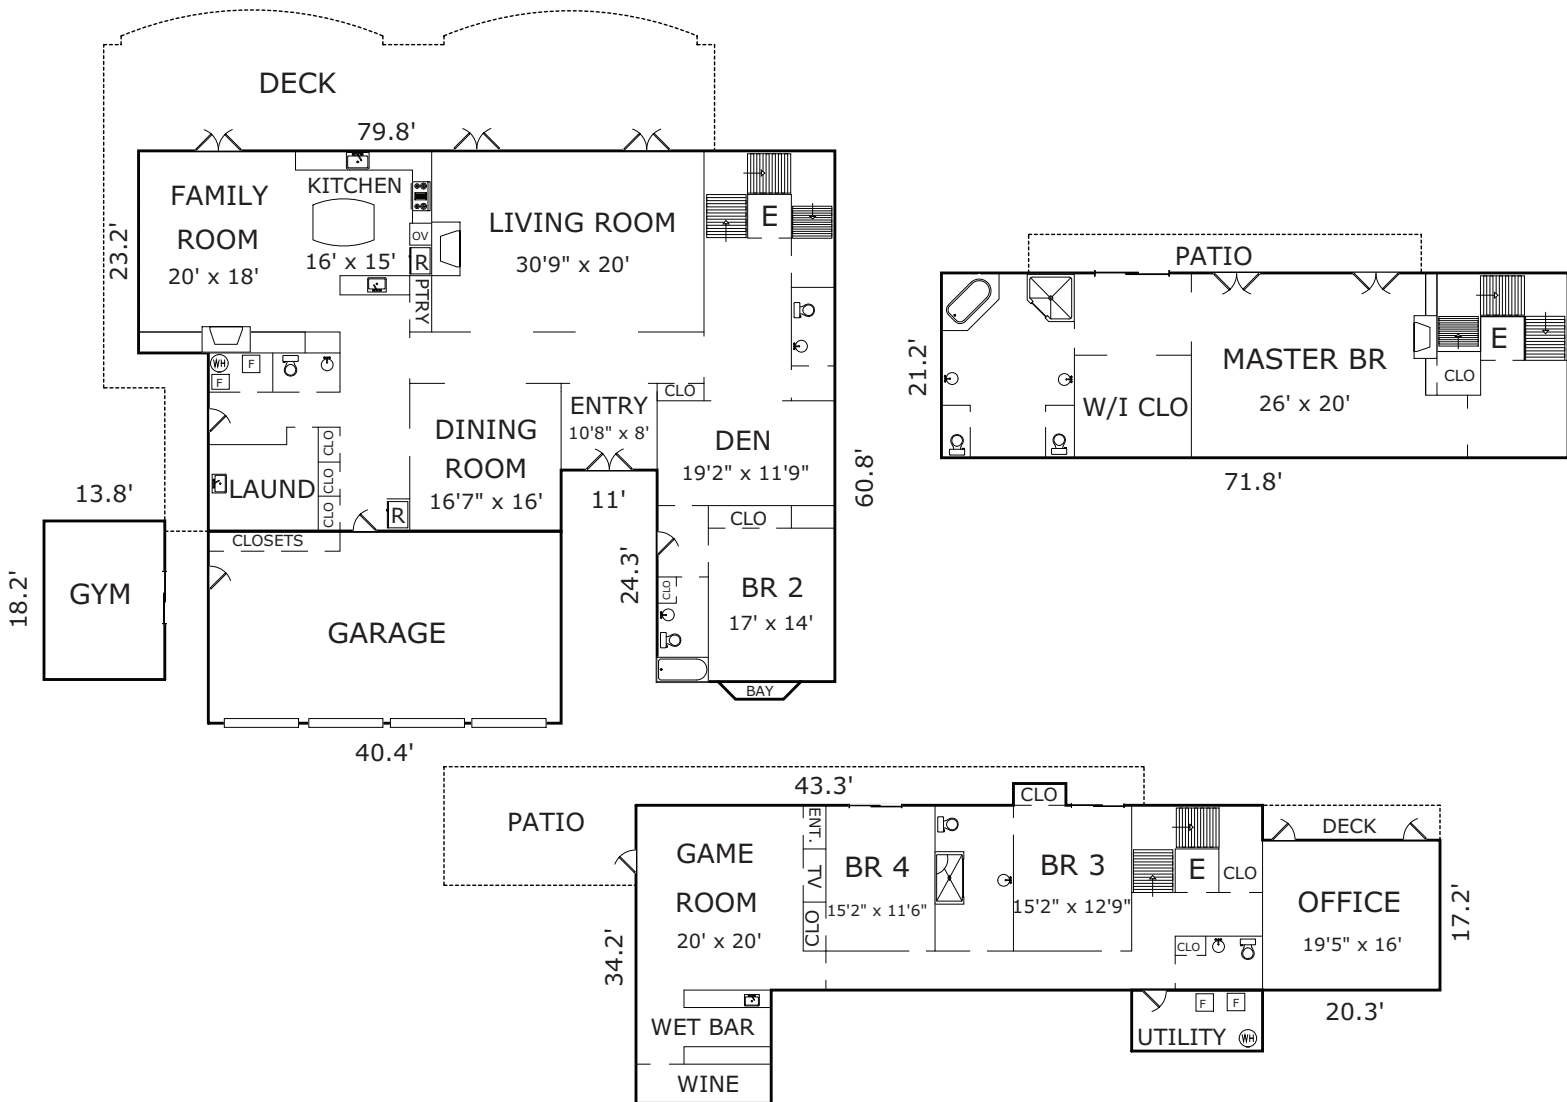 DECK
79.8'
FAMILY
ROOM
20' x 18'
23.2'
KITCHEN
16' x 15'
OV
R
PTRY
LIVING ROOM
30'9" x 20'
E
WH
F
F
CLO
ENTRY
10'8" x 8'
DINING
ROOM
16'7" x 16'
DEN
19'2" x 11'9"
60.8'
LAUND
CLO
CLO
CLO
R
11'
CLOSETS
CLO
24.3'
CLO
BR 2
17' x 14'
BAY
13.8'
18.2'
GYM
GARAGE
40.4'
PATIO
21.2'
W/I CLO
MASTER BR
26' x 20'
E
CLO
71.8'
43.3'
PATIO
CLO
GAME
ROOM
20' x 20'
ENT.
TV
CLO
BR 4
15'2" x 11'6"
BR 3
15'2" x 12'9"
E
CLO
DECK
OFFICE
19'5" x 16'
17.2'
CLO
34.2'
20.3'
F
F
UTILITY
WH
WET BAR
WINE